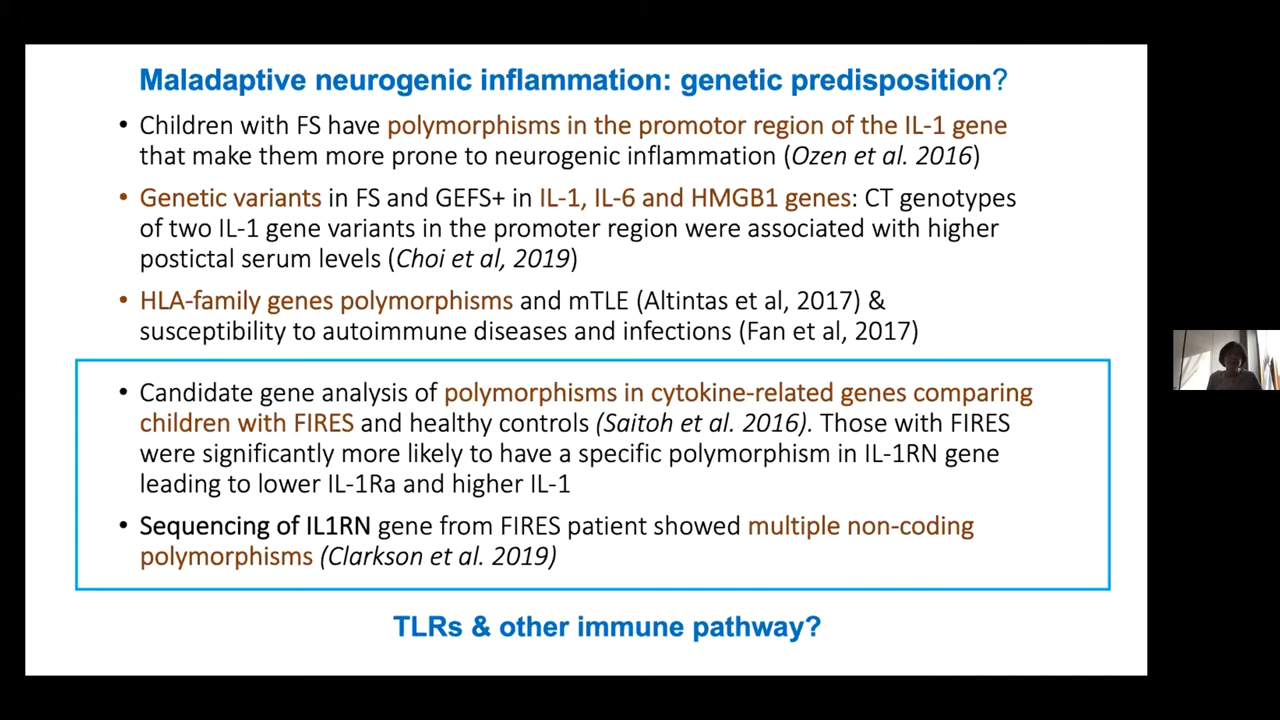 Maladaptive neurogenic inflammation: genetic predisposition?
• Children with FS have polymorphisms in the promotor region of the IL-1 gene
that make them more prone to neurogenic inflammation (Ozen et al. 2016)
• Genetic variants in FS and GEFS+ in IL-1, IL-6 and HMGB1 genes: CT genotypes
of two IL-1 gene variants in the promoter region were associated with higher
postictal serum levels (Choi et al, 2019)
• HLA-family genes polymorphisms and mTLE (Altintas et al, 2017) &
susceptibility to autoimmune diseases and infections (Fan et al, 2017)
• Candidate gene analysis of polymorphisms in cytokine-related genes comparing
children with FIRES and healthy controls (Saitoh et al. 2016). Those with FIRES
were significantly more likely to have a specific polymorphism in IL-1RN gene
leading to lower IL-1Ra and higher IL-1
• Sequencing of IL1RN gene from FIRES patient showed multiple non-coding
polymorphisms (Clarkson et al. 2019)
TLRs & other immune pathway?